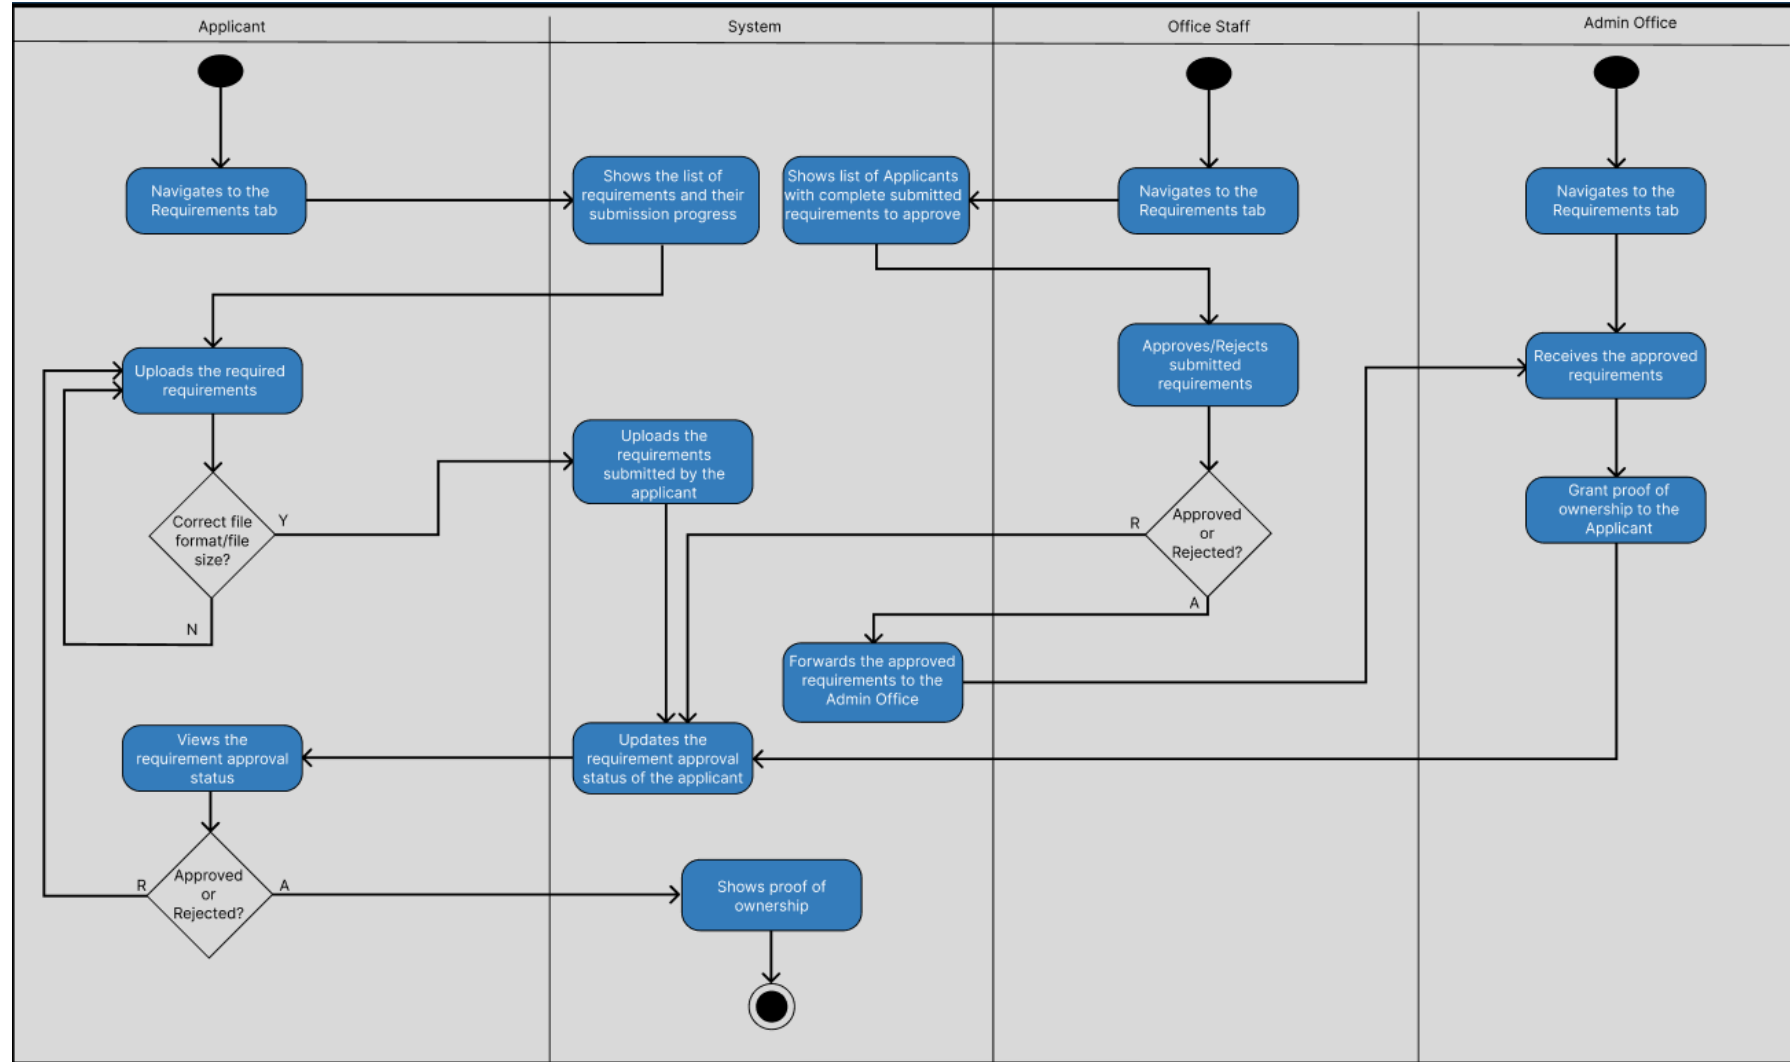 Applicant
System
Office Staff
Admin Office
Navigates to the
Requirements tab
Shows the list of
requirements and their
submission progress
Shows list of Applicants
with complete submitted
requirements to approve
Navigates to the
Requirements tab
Navigates to the
Requirements tab
Uploads the required
requirements
Approves/Rejects
submitted
requirements
Receives the approved
requirements
Uploads the
requirements
submitted by the
applicant
Correct file
format/file
size?
Y
N
Approved
or
Rejected?
R
A
Grant proof of
ownership to the
Applicant
Forwards the approved
requirements to the
Admin Office
Views the
requirement approval
status
Updates the
requirement approval
status of the applicant
Approved
or
Rejected?
R
A
Shows proof of
ownership